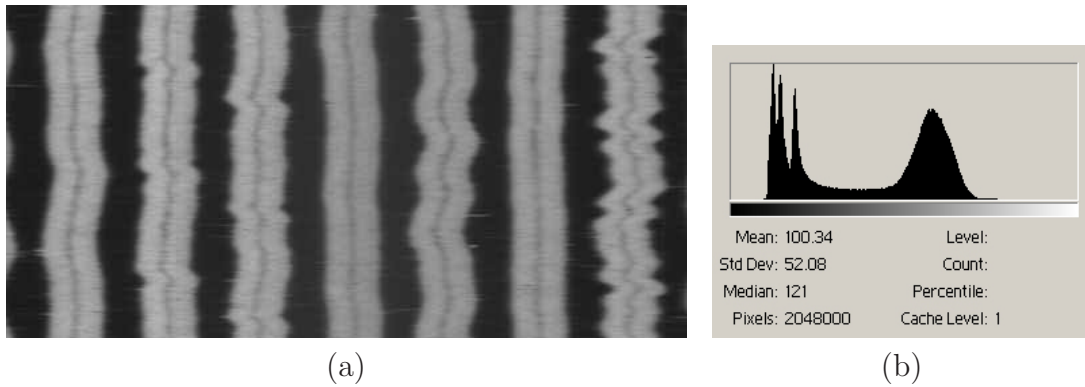 Mean: 100.34 Level:
Std Dev: 52.08 Count:
Median: 121 Percentile:
Pixels: 2048000 Cache Level: 1
(a) (b)